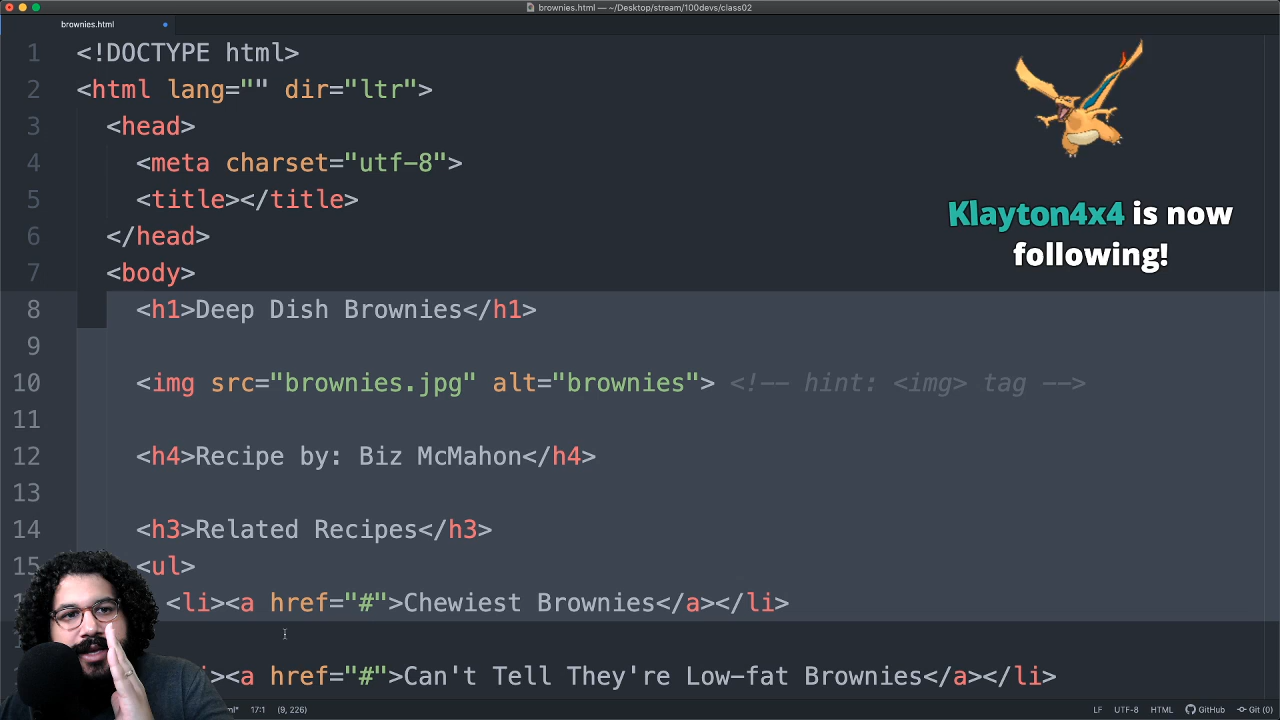 brownies.html — ~/Desktop/stream/100devs/class02
brownies.html
1 <!DOCTYPE html>
2 <html lang="" dir="ltr">
3 <head>
4 <meta charset="utf-8">
5 <title></title>
6 </head>
7 <body>
8 <h1>Deep Dish Brownies</h1>
9
10 <img src="brownies.jpg" alt="brownies"> <!-- hint: <img> tag -->
11
12 <h4>Recipe by: Biz McMahon</h4>
13
14 <h3>Related Recipes</h3>
15 <ul>
<li><a href="#">Chewiest Brownies</a></li>
<a href="#">Can't Tell They're Low-fat Brownies</a></li>
Klayton4x4 is now
following!
17:1 (9, 226) LF UTF-8 HTML GitHub Git (0)